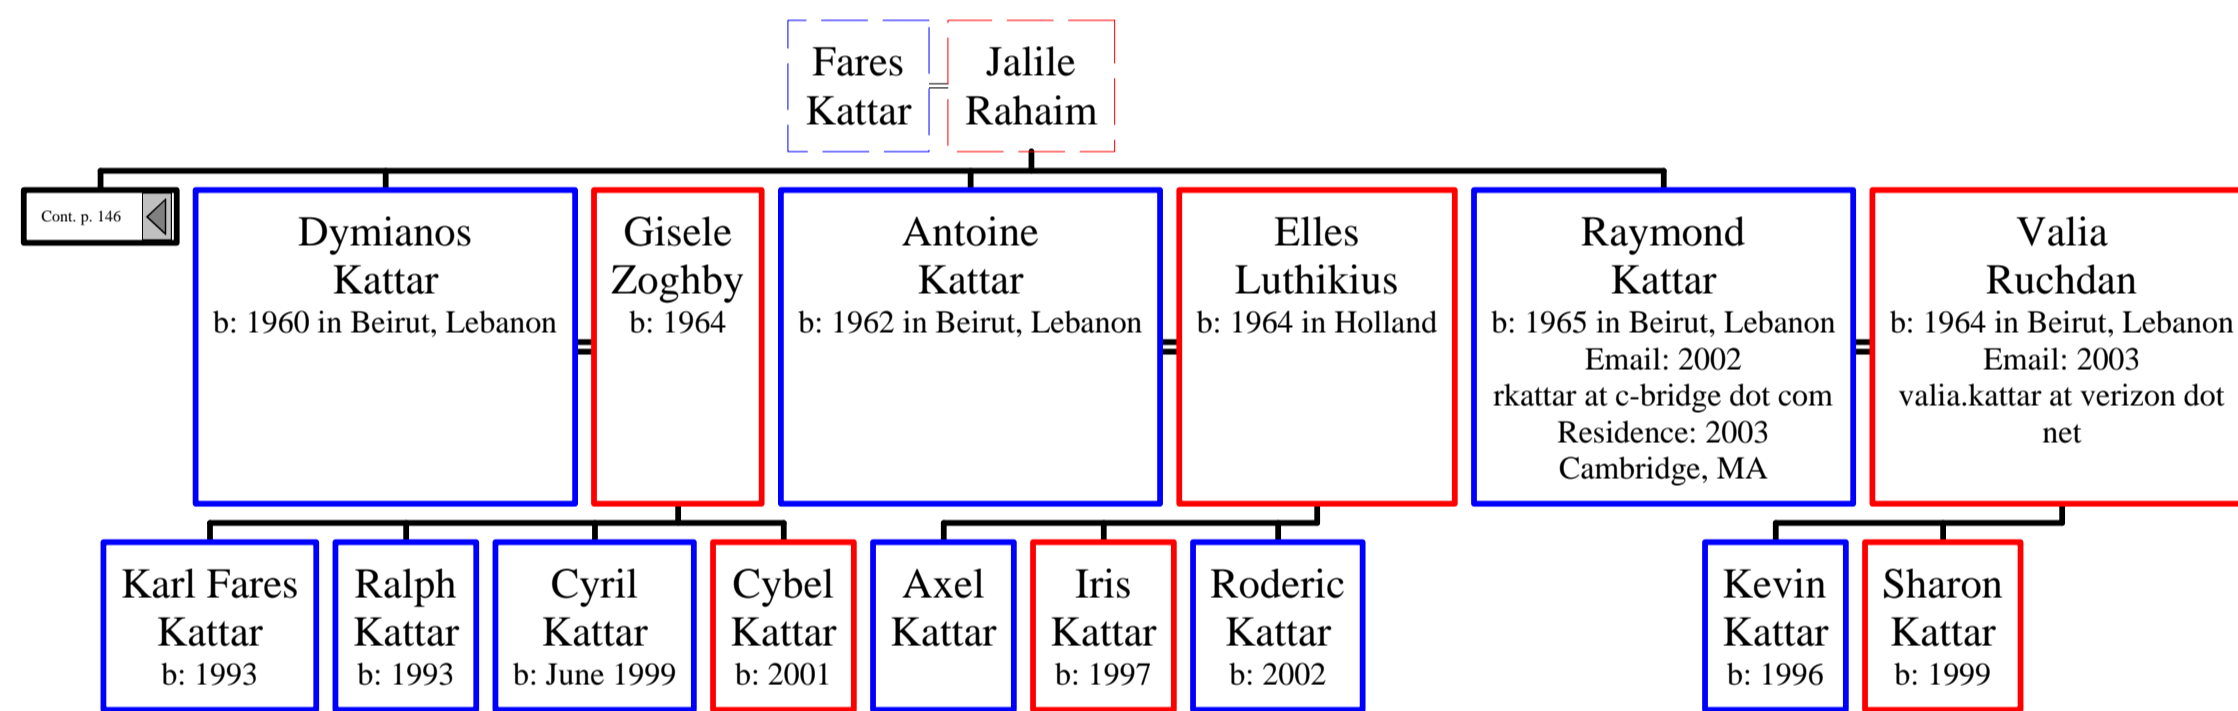 Fares
Kattar
Jalile
Rahaim
Cont. p. 146
Dymianos
Kattar
b: 1960 in Beirut, Lebanon
Gisele
Zoghby
b: 1964
Antoine
Kattar
b: 1962 in Beirut, Lebanon
Elles
Luthikius
b: 1964 in Holland
Raymond
Kattar
b: 1965 in Beirut, Lebanon
Email: 2002
rkattar at c-bridge dot com
Residence: 2003
Cambridge, MA
Valia
Ruchdan
b: 1964 in Beirut, Lebanon
Email: 2003
valia.kattar at verizon dot
net
Karl Fares
Kattar
b: 1993
Ralph
Kattar
b: 1993
Cyril
Kattar
b: June 1999
Cybel
Kattar
b: 2001
Axel
Kattar
Iris
Kattar
b: 1997
Roderic
Kattar
b: 2002
Kevin
Kattar
b: 1996
Sharon
Kattar
b: 1999